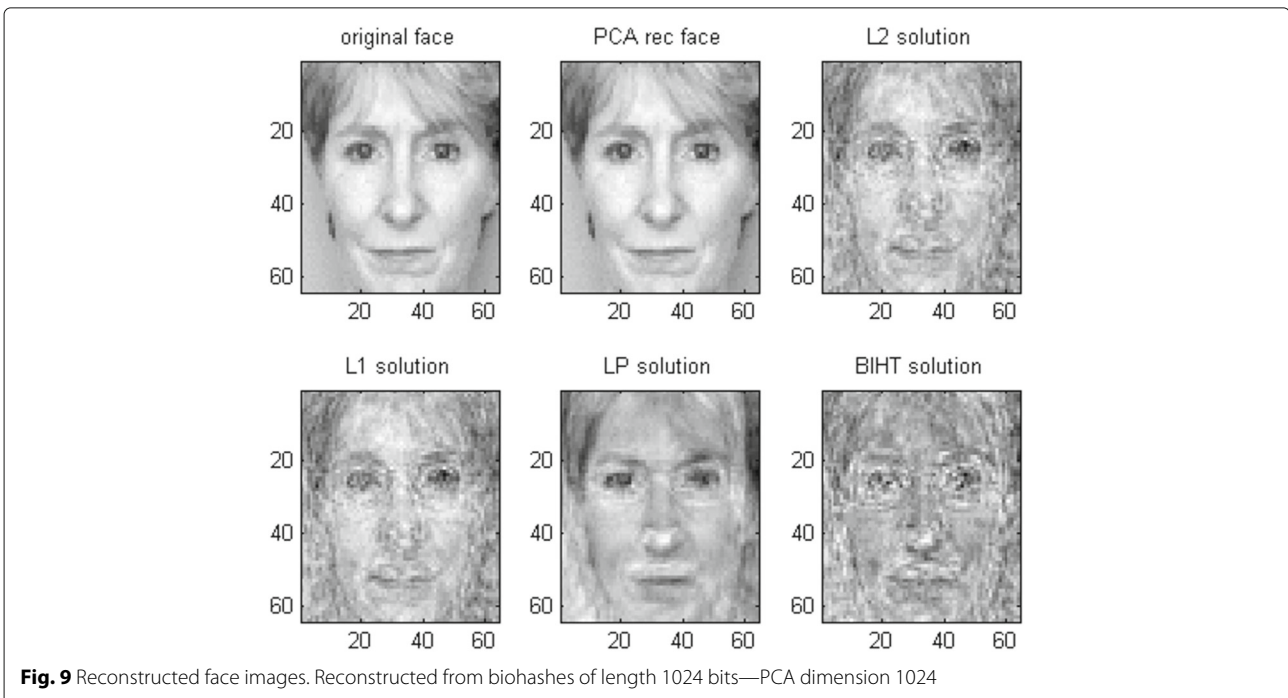 original face
PCA rec face
L2 solution
20
40
60
20 40 60
20
40
60
20 40 60
20
40
60
20 40 60
L1 solution
LP solution
BIHT solution
20
40
60
20 40 60
20
40
60
20 40 60
20
40
60
20 40 60
Fig. 9 Reconstructed face images. Reconstructed from biohashes of length 1024 bits—PCA dimension 1024